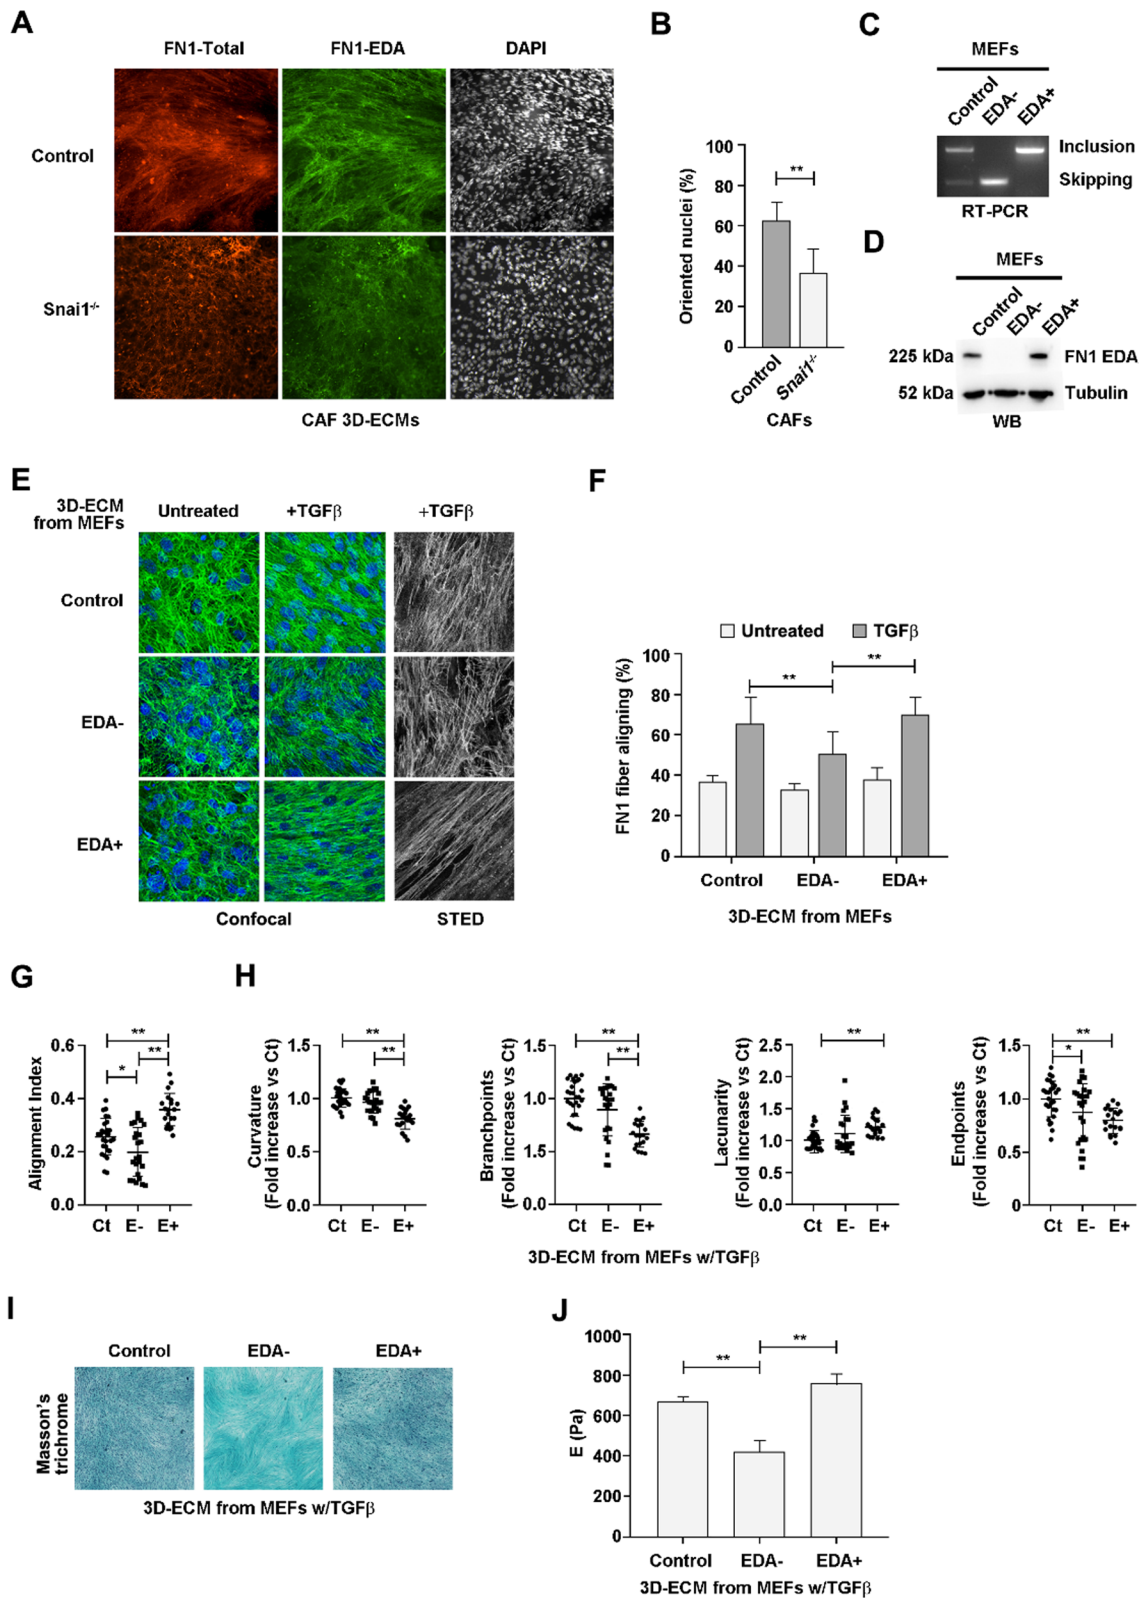 A
FN1-Total
FN1-EDA
DAPI
Control
Snai1-/-
CAF 3D-ECMs
B
Oriented nuclei (%)
100
80
60
40
20
0
**
Control
Snai1-/-
CAFs
C
MEFs
Control
EDA-
EDA+
Inclusion
Skipping
RT-PCR
D
MEFs
Control
EDA-
EDA+
225 kDa
FN1 EDA
52 kDa
Tubulin
WB
E
3D-ECM
from MEFs
Untreated
+TGFβ
+TGFβ
Control
EDA-
EDA+
Confocal
STED
F
Untreated
TGFβ
FN1 fiber aligning (%)
100
80
60
40
20
0
**
**
Control
EDA-
EDA+
3D-ECM from MEFs
G
Alignment Index
0.6
0.4
0.2
0.0
**
**
*
Ct
E-
E+
H
Curvature
(Fold increase vs Ct)
1.5
1.0
0.5
0.0
**
**
Ct
E-
E+
Branchpoints
(Fold increase vs Ct)
1.5
1.0
1.5
0.0
**
**
Ct
E-
E+
Lacunarity
(Fold increase vs Ct)
2.5
2.0
1.5
1.0
0.5
0.0
**
Ct
E-
E+
Endpoints
(Fold increase vs Ct)
1.5
1.0
0.5
0
**
*
Ct
E-
E+
3D-ECM from MEFs w/TGFβ
I
Control
EDA-
EDA+
Masson's
trichrome
3D-ECM from MEFs w/TGFβ
J
E (Pa)
1000
800
600
400
200
0
**
**
Control
EDA-
EDA+
3D-ECM from MEFs w/TGFβ